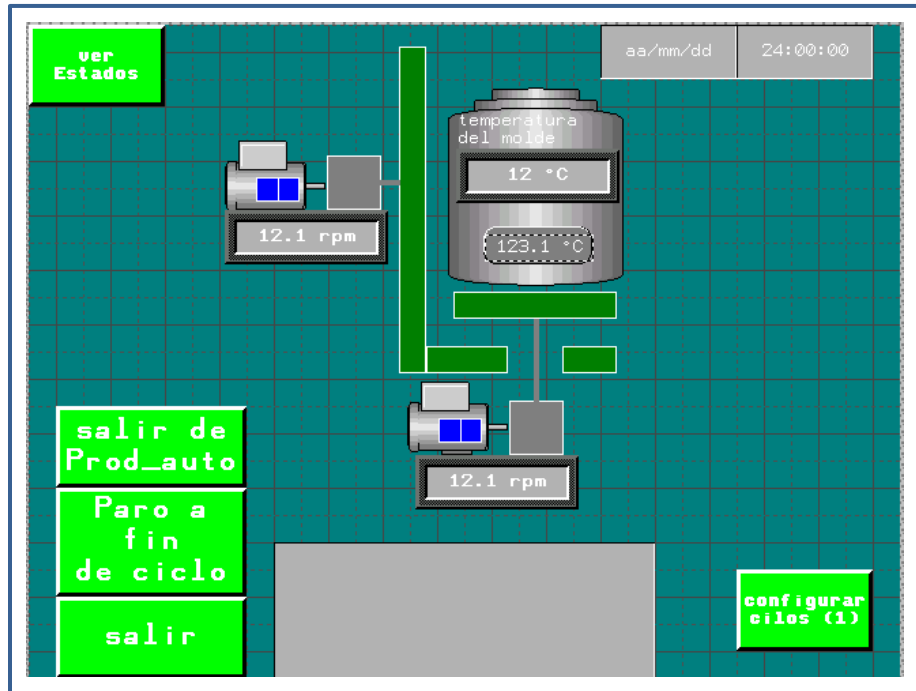 ver
Estados
aa/mm/dd
24:00:00
temperatura
del molde
12 °C
12.1 rpm
123.1 °C
salir de
Prod_auto
12.1 rpm
Paro a
fin
de ciclo
configurar
cilos (1)
salir